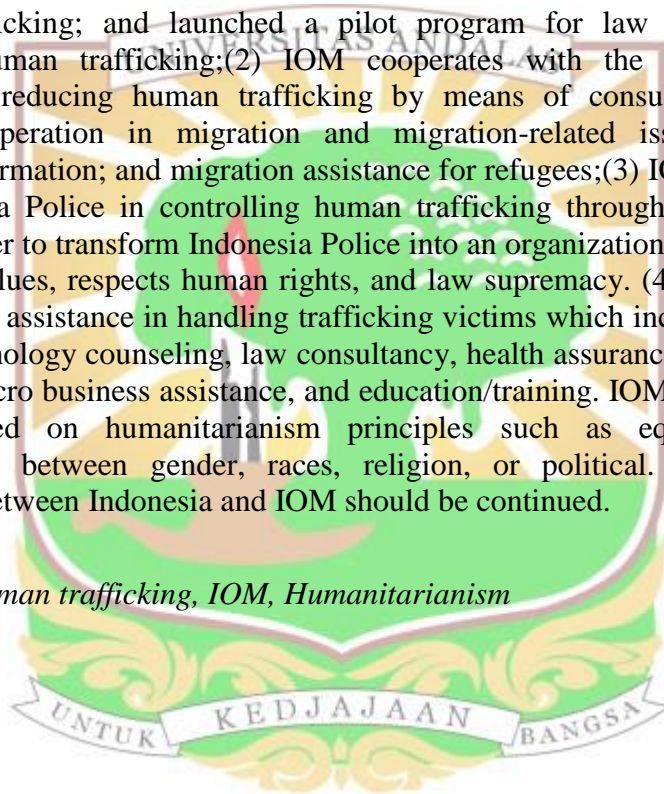 icking; and launched a pilot program for law
uman trafficking;(2) IOM cooperates with the
reducing human trafficking by means of consu
peration in migration and migration-related iss
rmation; and migration assistance for refugees;(3) IO
a Police in controlling human trafficking through
er to transform Indonesia Police into an organization
lues, respects human rights, and law supremacy. (4
assistance in handling trafficking victims which inc
nology counseling, law consultancy, health assuranc
cro business assistance, and education/training. IOM
ed on humanitarianism principles such as eq
between gender, races, religion, or political.
etween Indonesia and IOM should be continued.
man trafficking, IOM, Humanitarianism
UNIVERSITAS ANDALAS
UNTUK KEDJAJAAN BANGSA